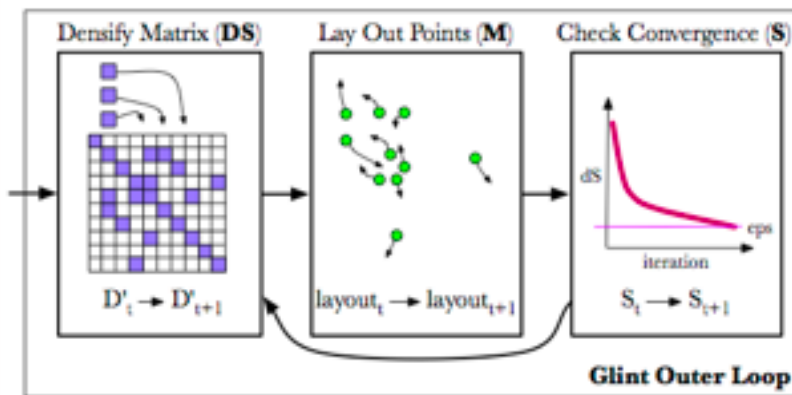 Densify Matrix (DS)
Lay Out Points (M)
Check Convergence (S)
dS
eps
iteration
D't → D't+1
layoutt → layoutt+1
St → St+1
Glint Outer Loop